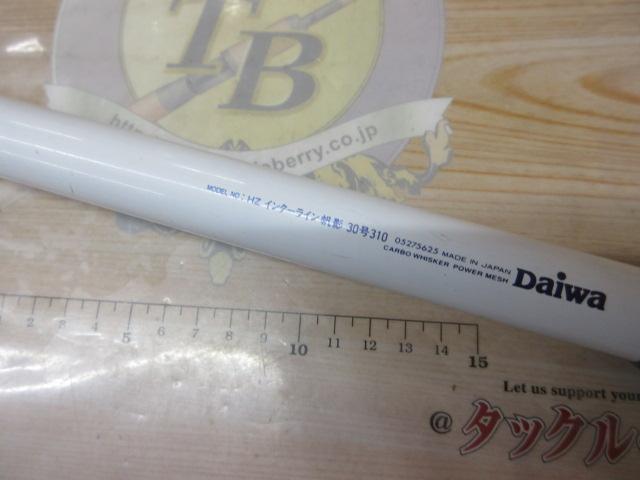 TB
http
berry.co.jp
MODEL NO.: HZ インターライン 帆影 30号310 05275625 MADE IN JAPAN
CARBO WHISKER POWER MESH
Daiwa
2 3 4 5 6 7 8 9 10 11 12 13 14 15
Let us support your
@タックル